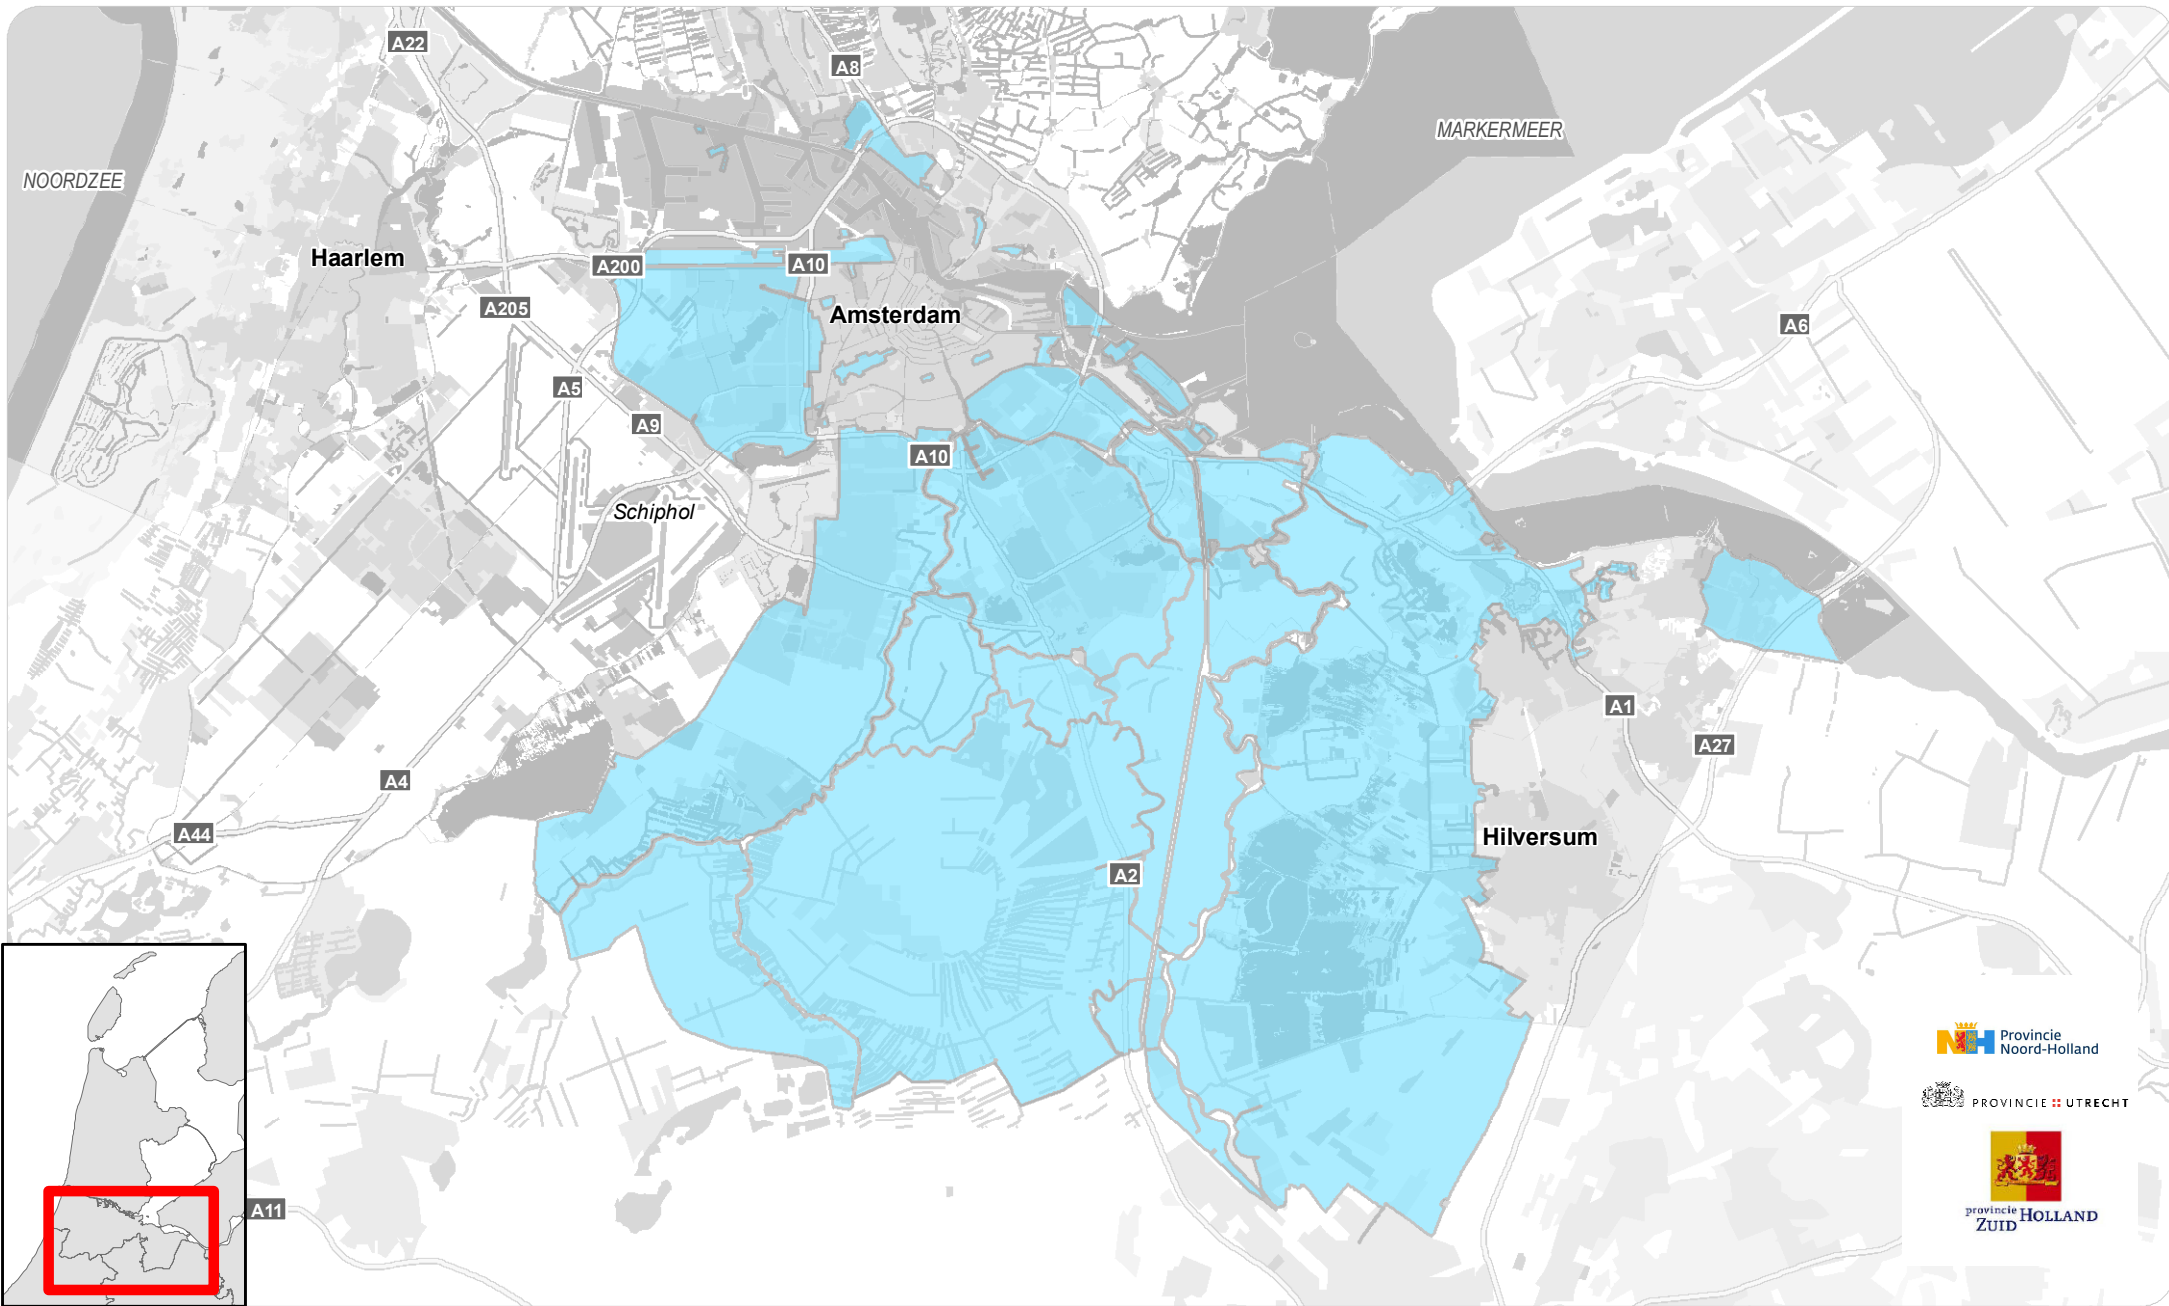 A22
A8
MARKERMEER
NOORDZEE
Haarlem
A200
A10
A205
Amsterdam
A6
A5
A9
A10
Schiphol
A1
A27
A4
A44
Hilversum
A2
Provincie
Noord-Holland
PROVINCIE UTRECHT
provincie
ZUID HOLLAND
A11